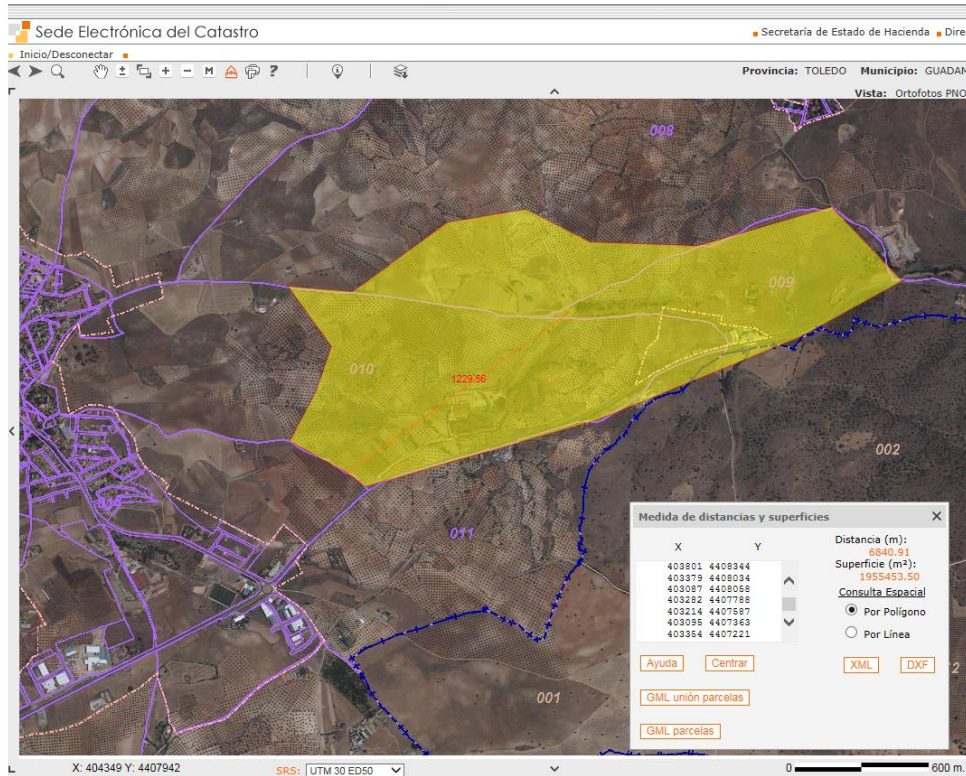 Sede Electrónica del Catastro
Secretaría de Estado de Hacienda Dire
Inicio/Desconectar
M ?
Provincia: TOLEDO Municipio: GUADAM
Vista: Ortofotos PNO
008
009
010
1229.56
002
011
001
2
Medida de distancias y superficies X
X Y
403801 4408344
403379 4408034
403087 4408058
403282 4407788
403214 4407587
403095 4407363
403354 4407221
Distancia (m):
6840.91
Superficie (m²):
1955453.50
Consulta Espacial
Por Polígono
Por Línea
Ayuda Centrar XML DXF
GML unión parcelas
GML parcelas
X: 404349 Y: 4407942 SRS: UTM 30 ED50 0 600 m.